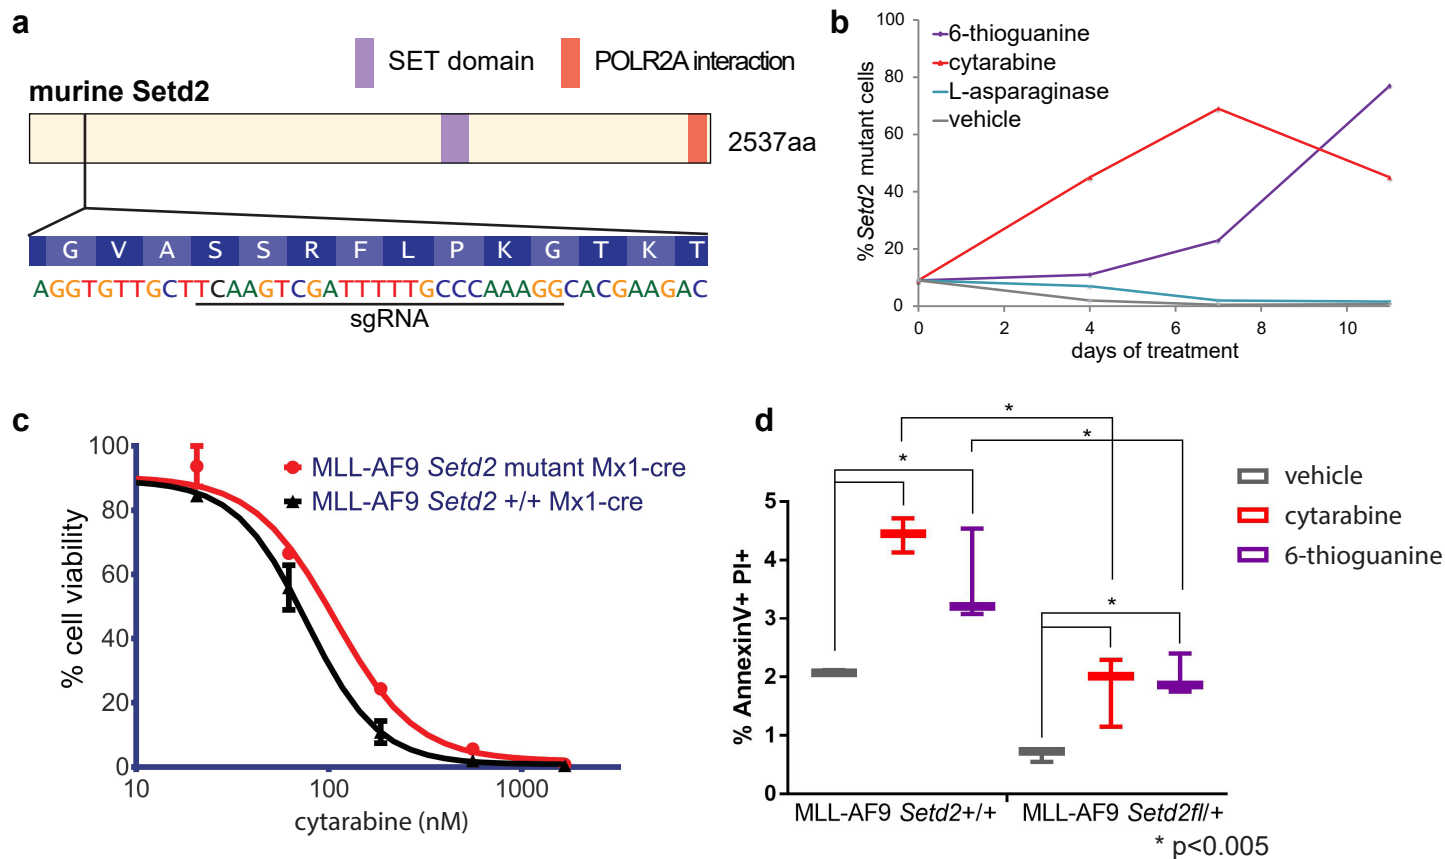 a
SET domain
POLR2A interaction
murine Setd2
2537aa
G V A S S R F L P K G T K T
AGGTGTTGCTTCAAGTCGATTTTTGCCCAAAGGCACGAAGAC
sgRNA
b
100
80
60
40
20
0
% Setd2 mutant cells
6-thioguanine
cytarabine
L-asparaginase
vehicle
0 2 4 6 8 10
days of treatment
c
100
80
60
40
20
0
% cell viability
MLL-AF9 Setd2 mutant Mx1-cre
MLL-AF9 Setd2 +/+ Mx1-cre
10 100 1000
cytarabine (nM)
d
*
*
*
*
5
4
3
2
1
0
% AnnexinV+ PI+
vehicle
cytarabine
6-thioguanine
MLL-AF9 Setd2+/+ MLL-AF9 Setd2fl/+
* p<0.005